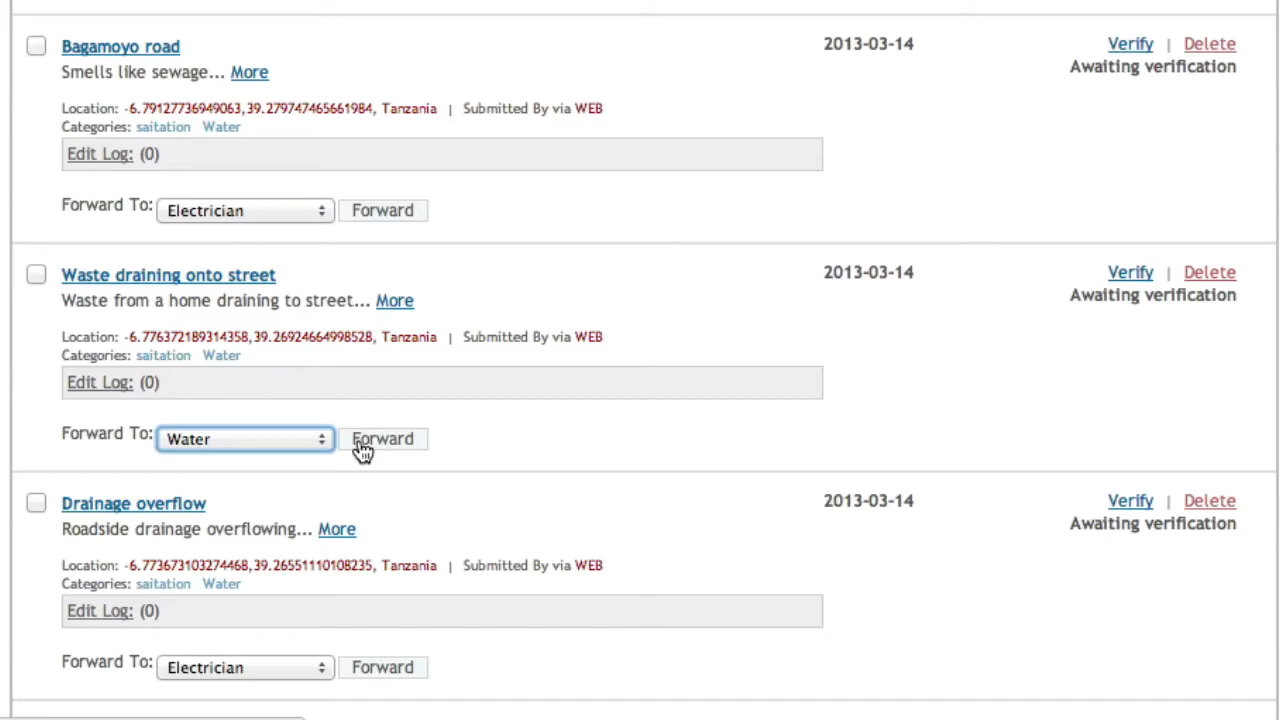 Bagamoyo road 2013-03-14 Verify | Delete
Smells like sewage... More Awaiting verification
Location: -6.79127736949063,39.279747465661984, Tanzania | Submitted By via WEB
Categories: saitation Water
Edit Log: (0)
Forward To: Electrician Forward
Waste draining onto street 2013-03-14 Verify | Delete
Waste from a home draining to street... More Awaiting verification
Location: -6.776372189314358,39.26924664998528, Tanzania | Submitted By via WEB
Categories: saitation Water
Edit Log: (0)
Forward To: Water Forward
Drainage overflow 2013-03-14 Verify | Delete
Roadside drainage overflowing... More Awaiting verification
Location: -6.773673103274468,39.26551110108235, Tanzania | Submitted By via WEB
Categories: saitation Water
Edit Log: (0)
Forward To: Electrician Forward